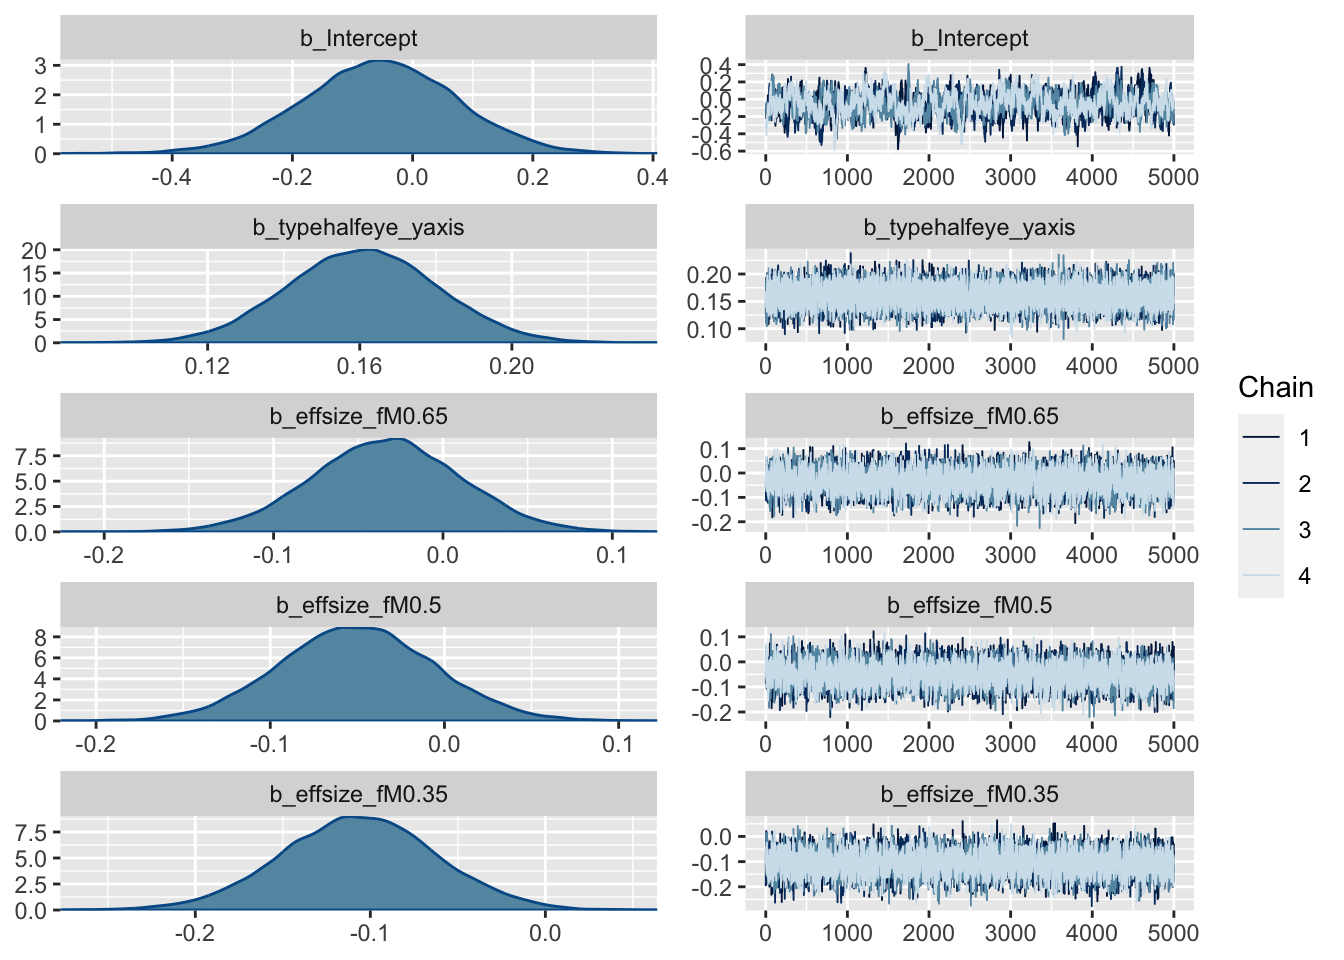 b_Intercept
3
2
1
0
-0.4 -0.2 0.0 0.2 0.4
b_Intercept
0.4
0.2
0.0
-0.2
-0.4
-0.6
0 1000 2000 3000 4000 5000
b_typehalfeye_yaxis
20
15
10
5
0
0.12 0.16 0.20
b_typehalfeye_yaxis
0.20
0.15
0.10
0 1000 2000 3000 4000 5000
b_effsize_fM0.65
7.5
5.0
2.5
0.0
-0.2 -0.1 0.0 0.1
b_effsize_fM0.65
0.1
0.0
-0.1
-0.2
0 1000 2000 3000 4000 5000
b_effsize_fM0.5
8
6
4
2
0
-0.2 -0.1 0.0 0.1
b_effsize_fM0.5
0.1
0.0
-0.1
-0.2
0 1000 2000 3000 4000 5000
b_effsize_fM0.35
7.5
5.0
2.5
0.0
-0.2 -0.1 0.0
b_effsize_fM0.35
0.0
-0.1
-0.2
0 1000 2000 3000 4000 5000
Chain
1
2
3
4